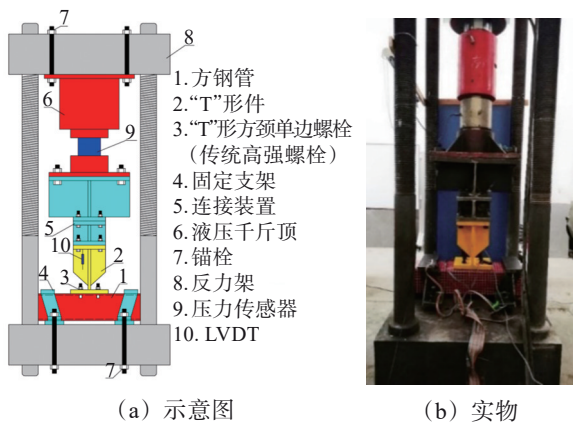 7
8
6
9
5
10
2
4
3
1
7
1. 方钢管
2.“T”形件
3.“T”形方颈单边螺栓
（传统高强螺栓）
4. 固定支架
5. 连接装置
6. 液压千斤顶
7. 锚栓
8. 反力架
9. 压力传感器
10. LVDT
（a）示意图
（b）实物